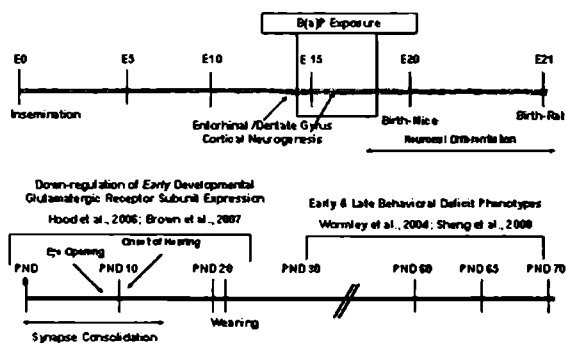 B(a)P Exposure
E0 E5 E10 E 15 E20 E21
Insemination
Entorhinal /Dentate Gyrus
Cortical Neurogenesis
Birth-Mice
Birth-Rat
Neuronal Differentiation
Down-regulation of Early Developmental
Glutamatergic Receptor Subunit Expression
Hood et al., 2006; Brown et al., 2007
Early & Late Behavioral Deficit Phenotypes
Wormley et al., 2004; Sheng et al., 2008
Eye Opening
Onset of Hearing
PND PND 10 PND 20 PND 30 PND 60 PND 65 PND 70
0
Weaning
Synapse Consolidation